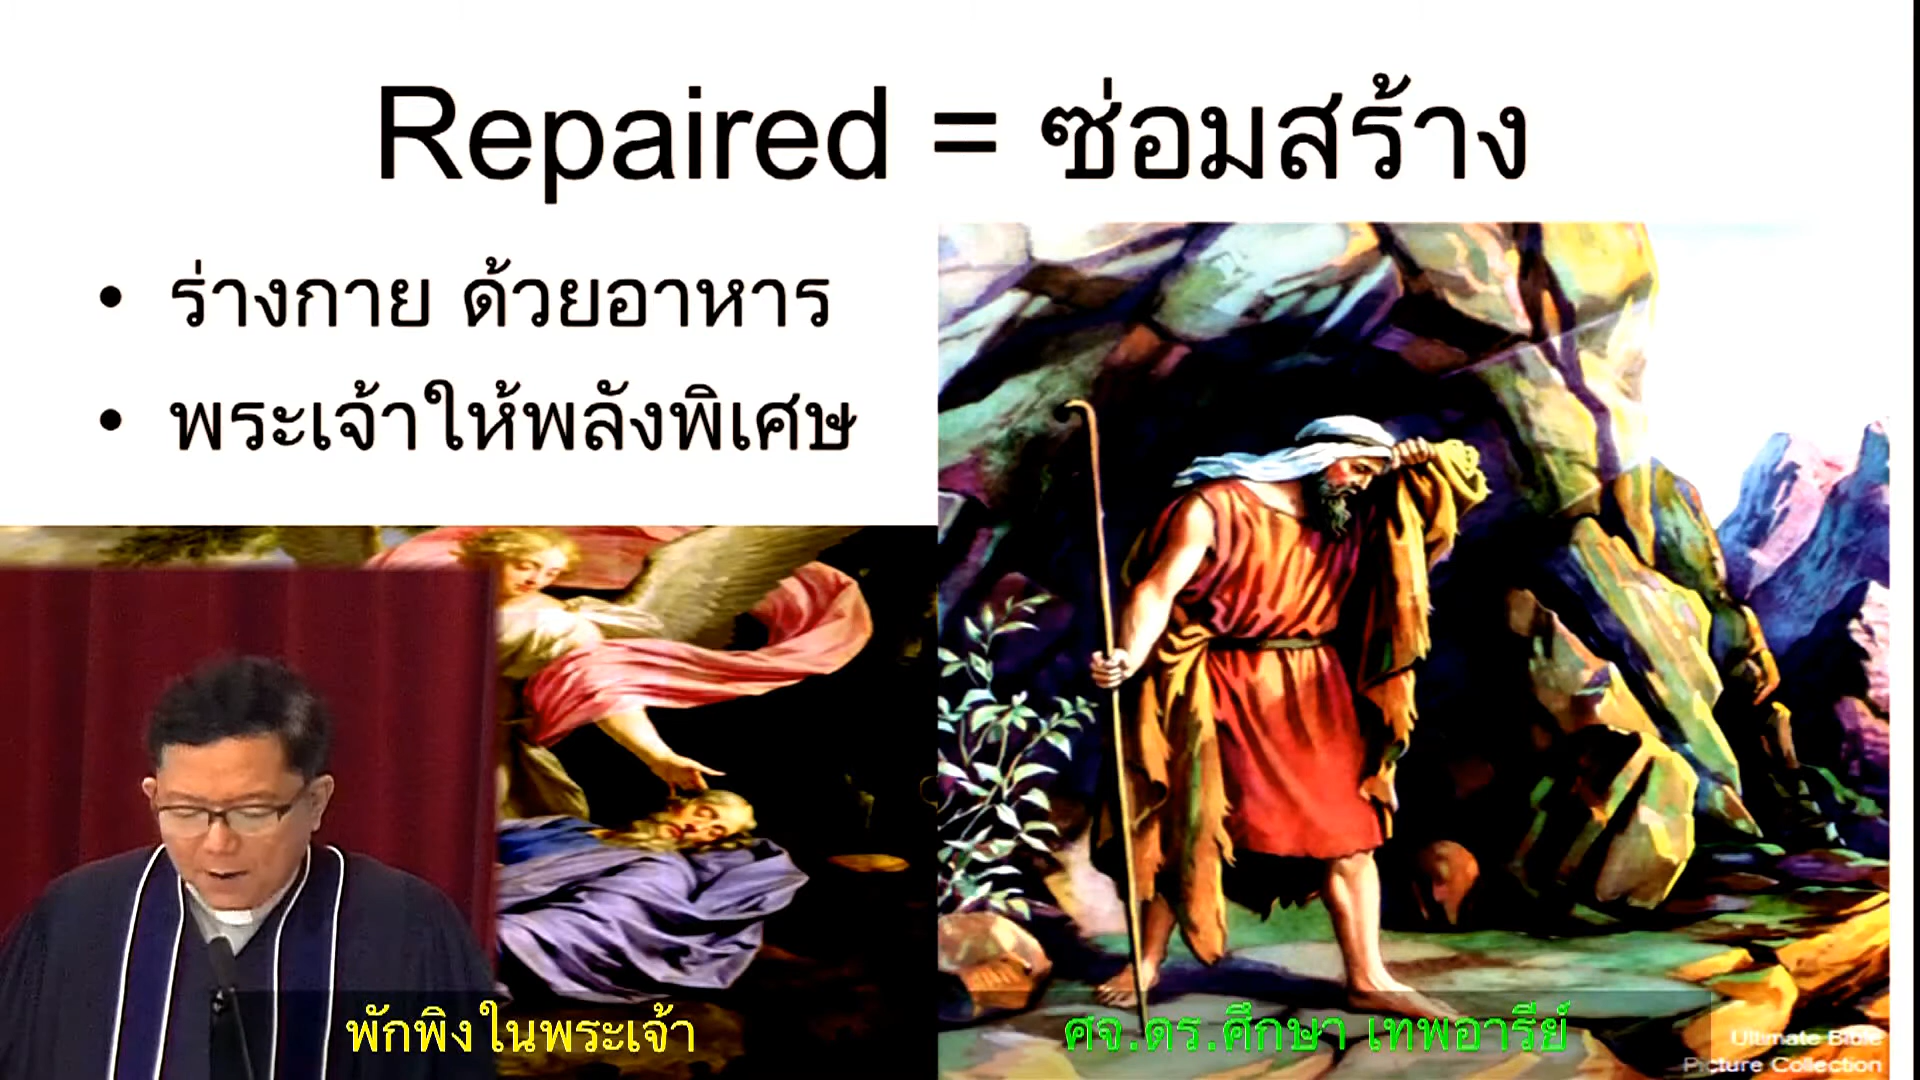 Repaired = ซ่อมสร้าง
• ร่างกาย ด้วยอาหาร
• พระเจ้าให้พลังพิเศษ
พักพิงในพระเจ้า
ศจ.ดร.ศึกษา เทพอารีย์
Ultimate Bible
Picture Collection